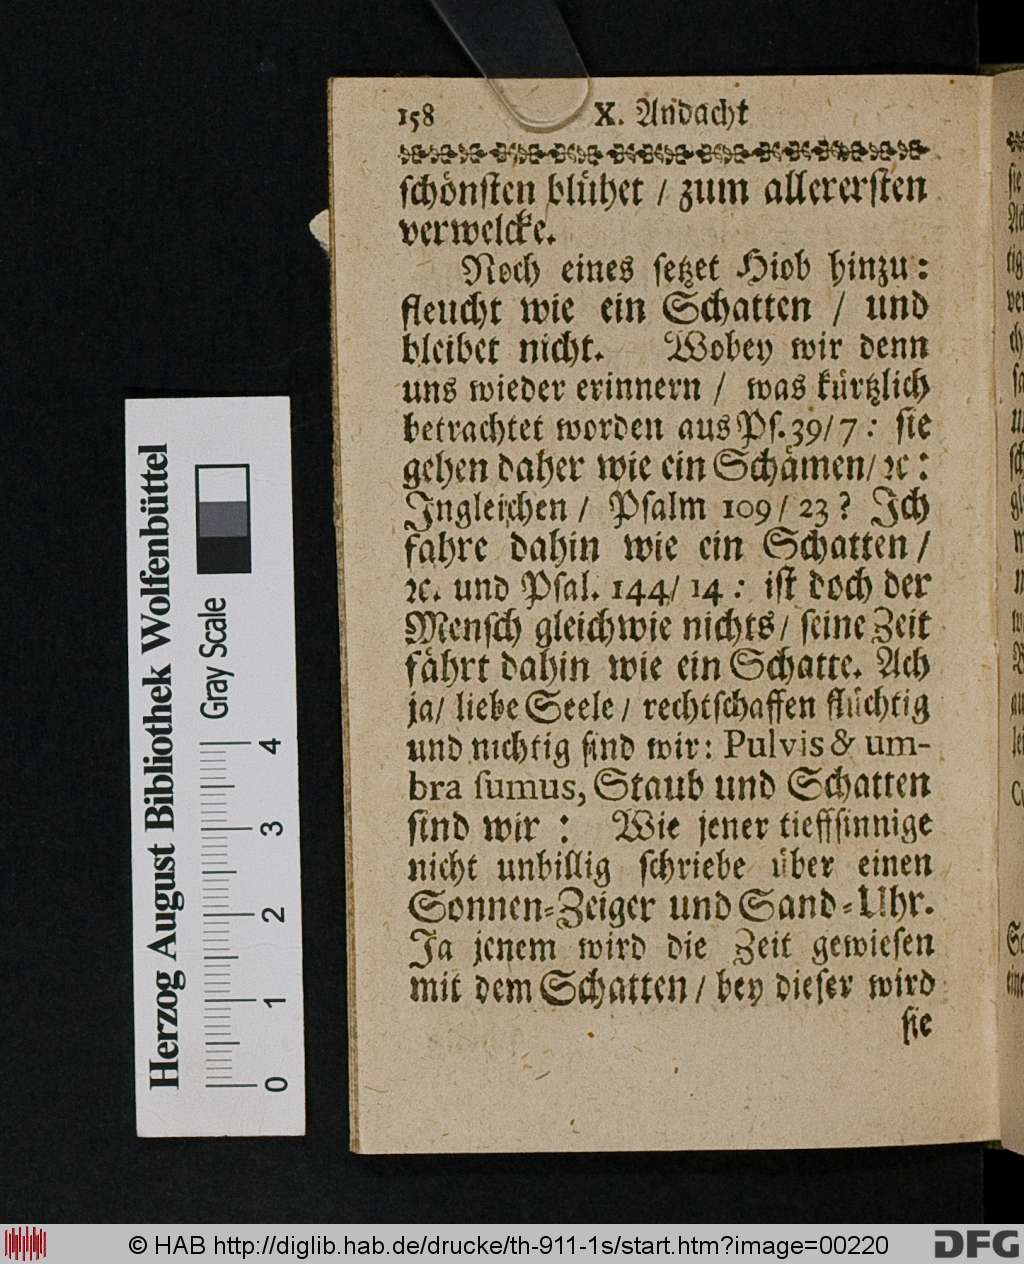 158 X. Andacht
schönsten blühet / zum allerersten
verwelcke.
Noch eines setzet Hiob hinzu:
fleucht wie ein Schatten / und
bleibet nicht. Wobey wir denn
uns wieder erinnern / was kürtzlich
betrachtet worden aus Ps. 39/7: sie
gehen daher wie ein Schämen/ ꝛc:
Ingleichen / Psalm 109/23? Ich
fahre dahin wie ein Schatten /
ꝛc. und Psal. 144/14: ist doch der
Mensch gleichwie nichts / seine Zeit
fährt dahin wie ein Schatte. Ach
ja/ liebe Seele / rechtschaffen flüchtig
und nichtig sind wir: Pulvis & um-
bra sumus, Staub und Schatten
sind wir: Wie jener tieffsinnige
nicht unbillig schriebe über einen
Sonnen-Zeiger und Sand-Uhr.
Ja jenem wird die Zeit gewiesen
mit dem Schatten / bey dieser wird
sie
Herzog August Bibliothek Wolfenbüttel
Gray Scale
0 1 2 3 4
© HAB http://diglib.hab.de/drucke/th-911-1s/start.htm?image=00220
DFG